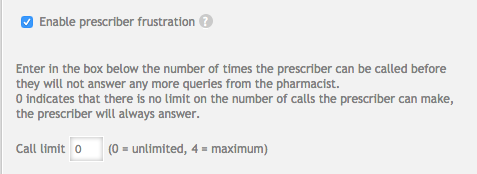 Enable prescriber frustration ?
Enter in the box below the number of times the prescriber can be called before
they will not answer any more queries from the pharmacist.
0 indicates that there is no limit on the number of calls the prescriber can make,
the prescriber will always answer.
Call limit 0 (0 = unlimited, 4 = maximum)